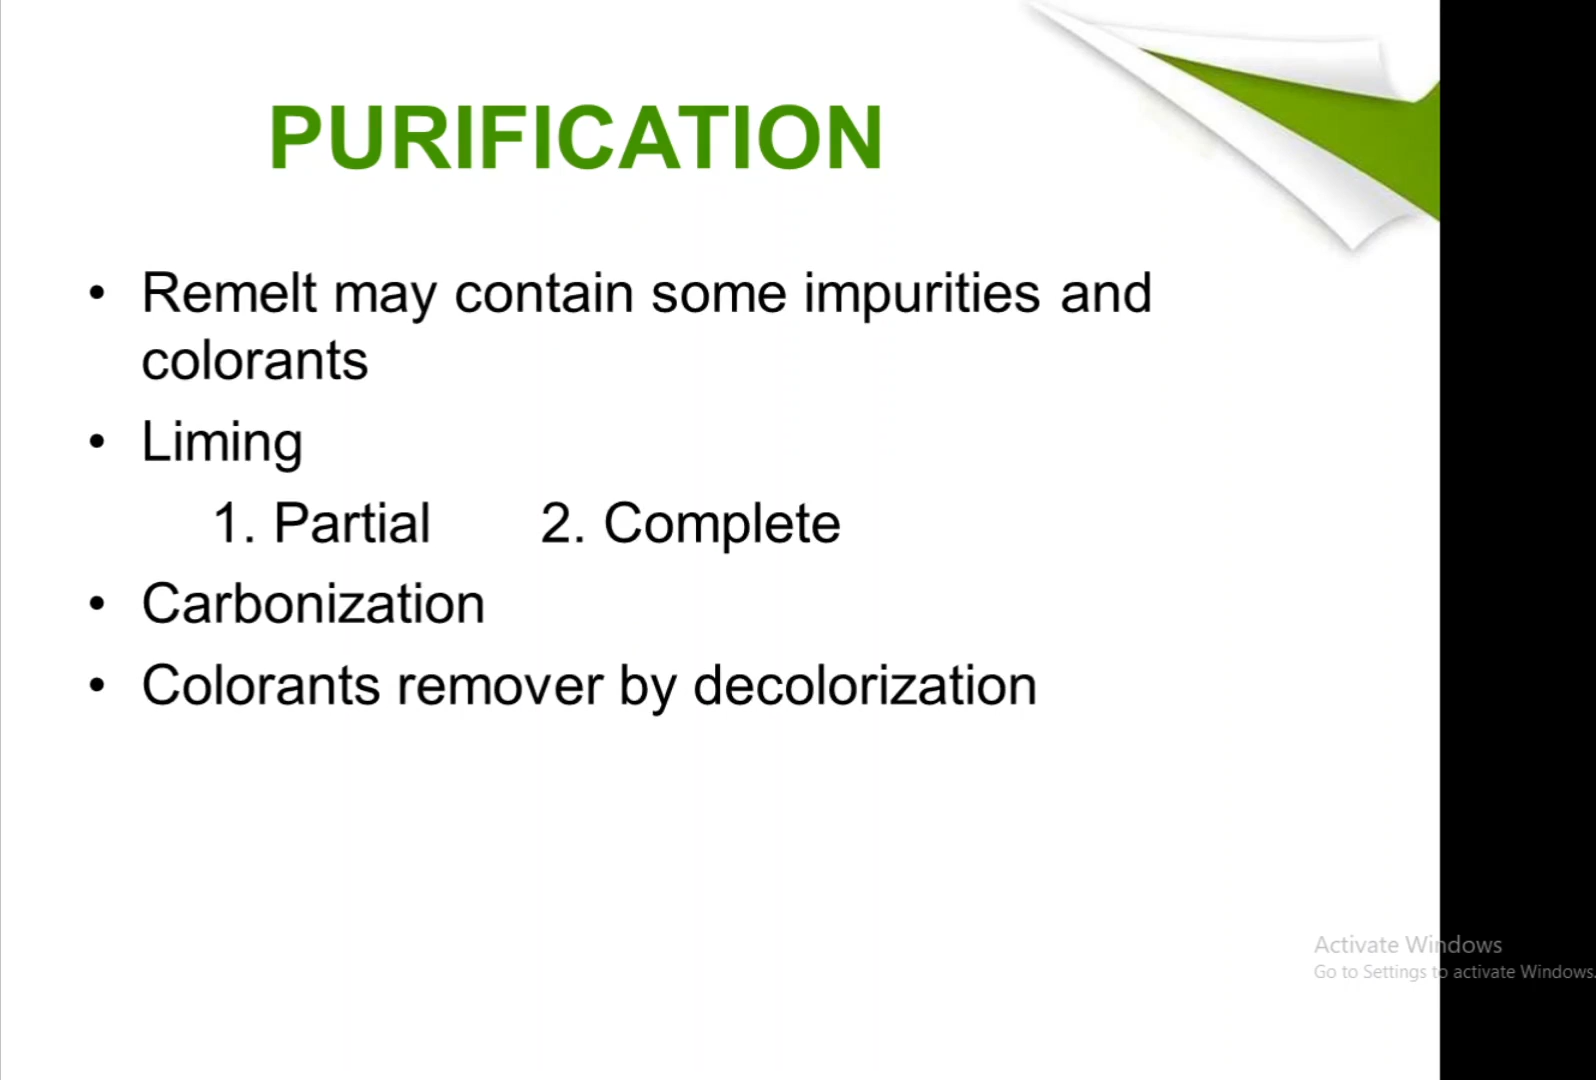 PURIFICATION
• Remelt may contain some impurities and
colorants
• Liming
1. Partial 2. Complete
• Carbonization
• Colorants remover by decolorization
Activate Windows
Go to Settings to activate Windows.